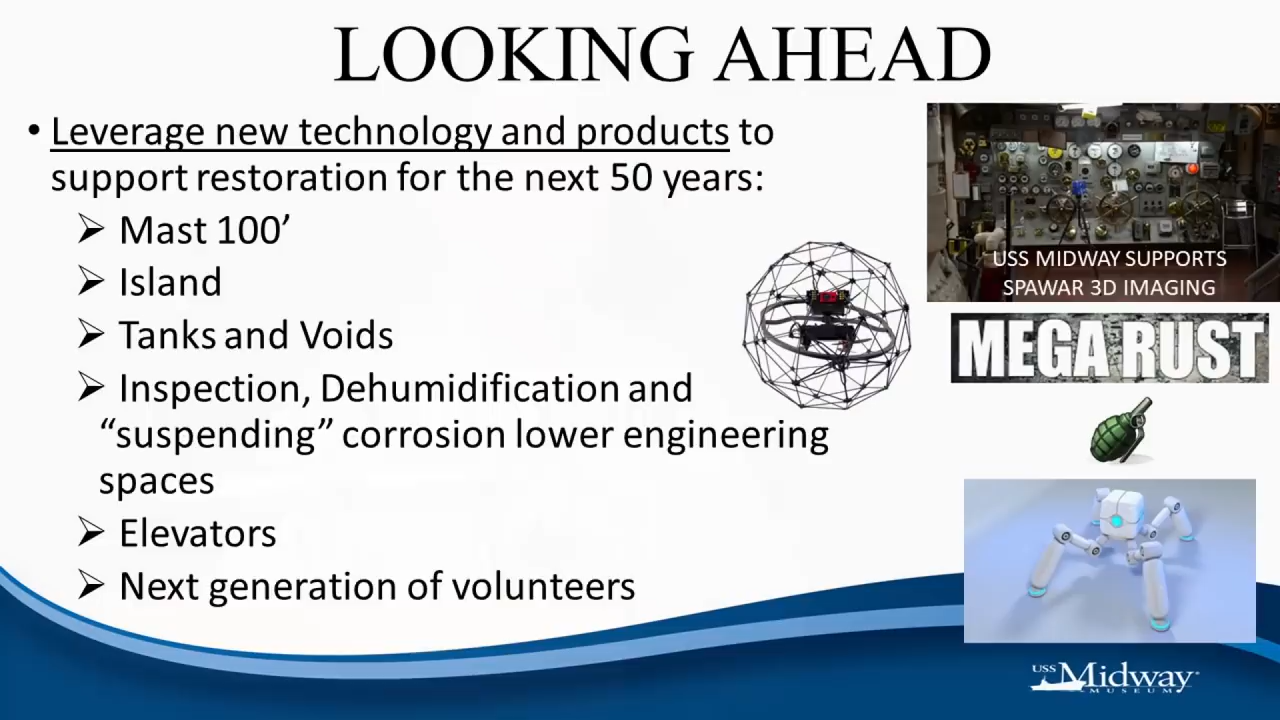 LOOKING AHEAD
• Leverage new technology and products to
support restoration for the next 50 years:
➢ Mast 100’
➢ Island
➢ Tanks and Voids
➢ Inspection, Dehumidification and
“suspending” corrosion lower engineering
spaces
➢ Elevators
➢ Next generation of volunteers
USS MIDWAY SUPPORTS
SPAWAR 3D IMAGING
MEGA RUST
USS Midway
MUSEUM